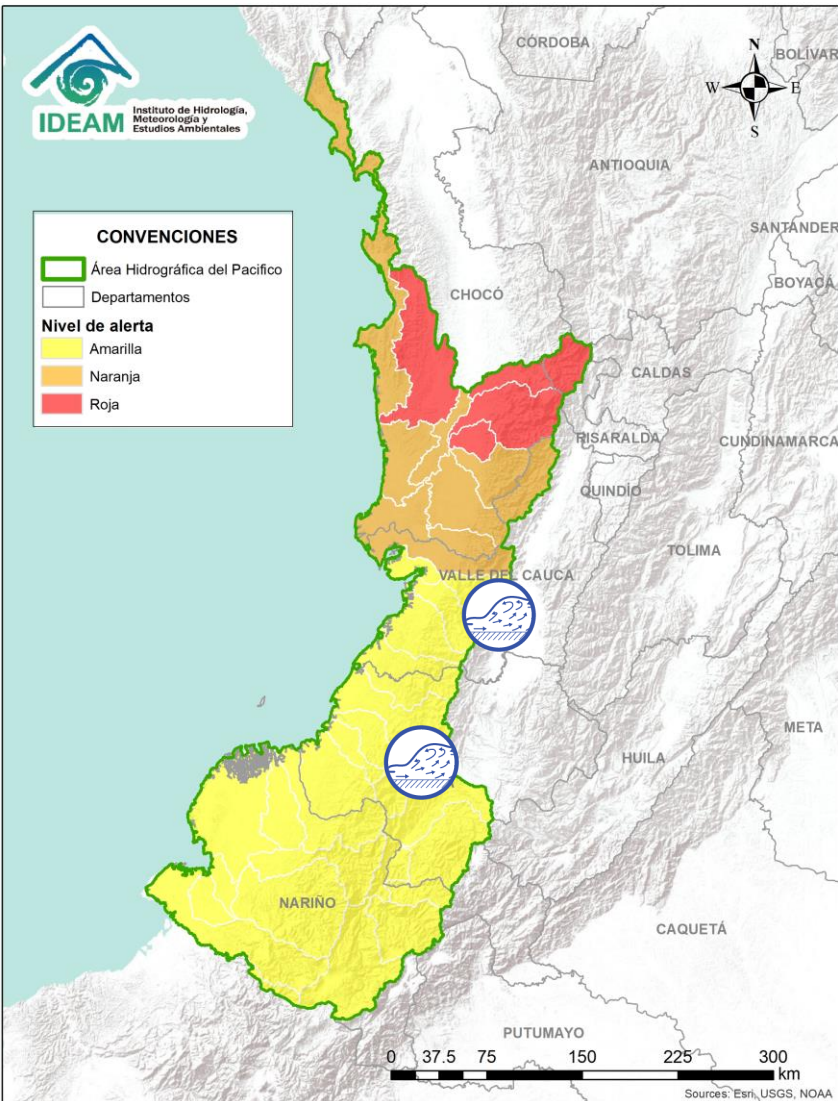 IDEAM
Instituto de Hidrología,
Meteorología y
Estudios Ambientales
N
W
E
S
CONVENCIONES
Área Hidrográfica del Pacifico
Departamentos
Nivel de alerta
Amarilla
Naranja
Roja
CÓRDOBA
BOLÍVAR
ANTIOQUIA
SANTANDER
BOYACÁ
CHOCÓ
CALDAS
RISARALDA
CUNDINAMARCA
QUINDÍO
TOLIMA
VALLE DEL CAUCA
META
HUILA
NARIÑO
CAQUETÁ
PUTUMAYO
0 37.5 75 150 225 300
km
Sources: Esri, USGS, NOAA